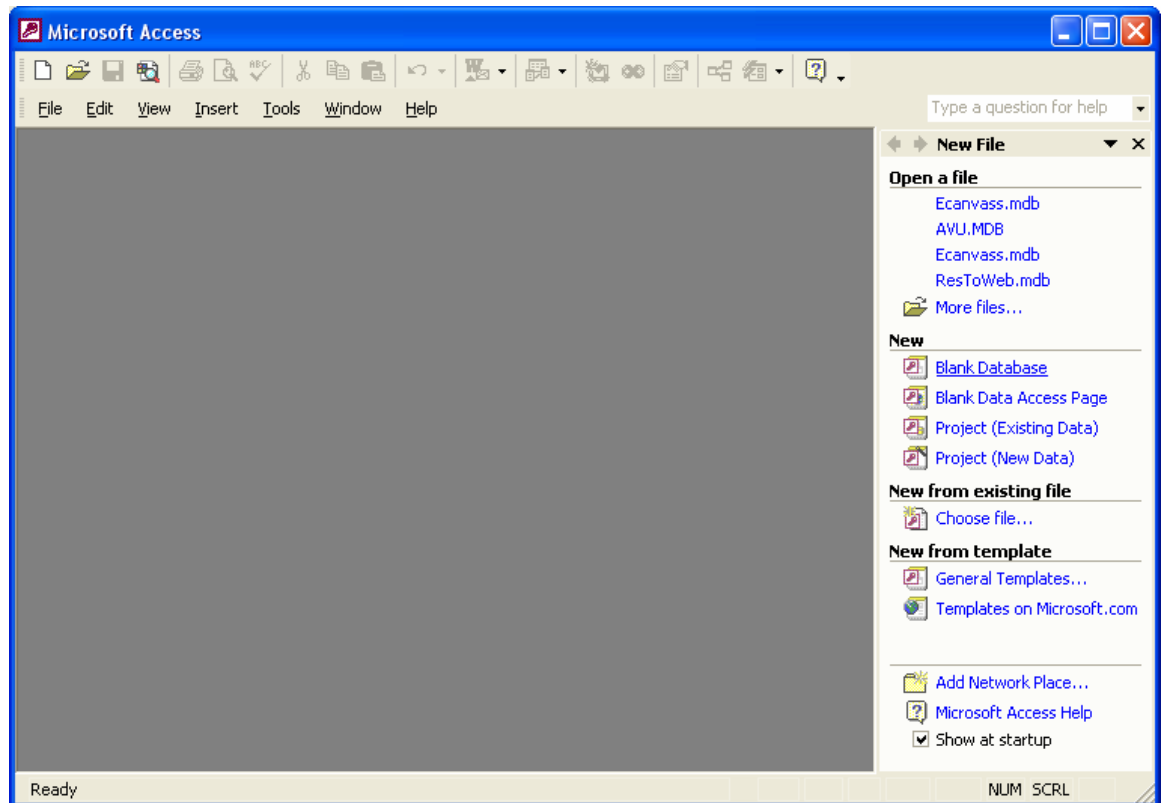 Microsoft Access
File Edit View Insert Tools Window Help
Type a question for help
New File
Open a file
Ecanvass.mdb
AVU.MDB
Ecanvass.mdb
ResToWeb.mdb
More files...
New
Blank Database
Blank Data Access Page
Project (Existing Data)
Project (New Data)
New from existing file
Choose file...
New from template
General Templates...
Templates on Microsoft.com
Add Network Place...
Microsoft Access Help
Show at startup
Ready
NUM SCRL